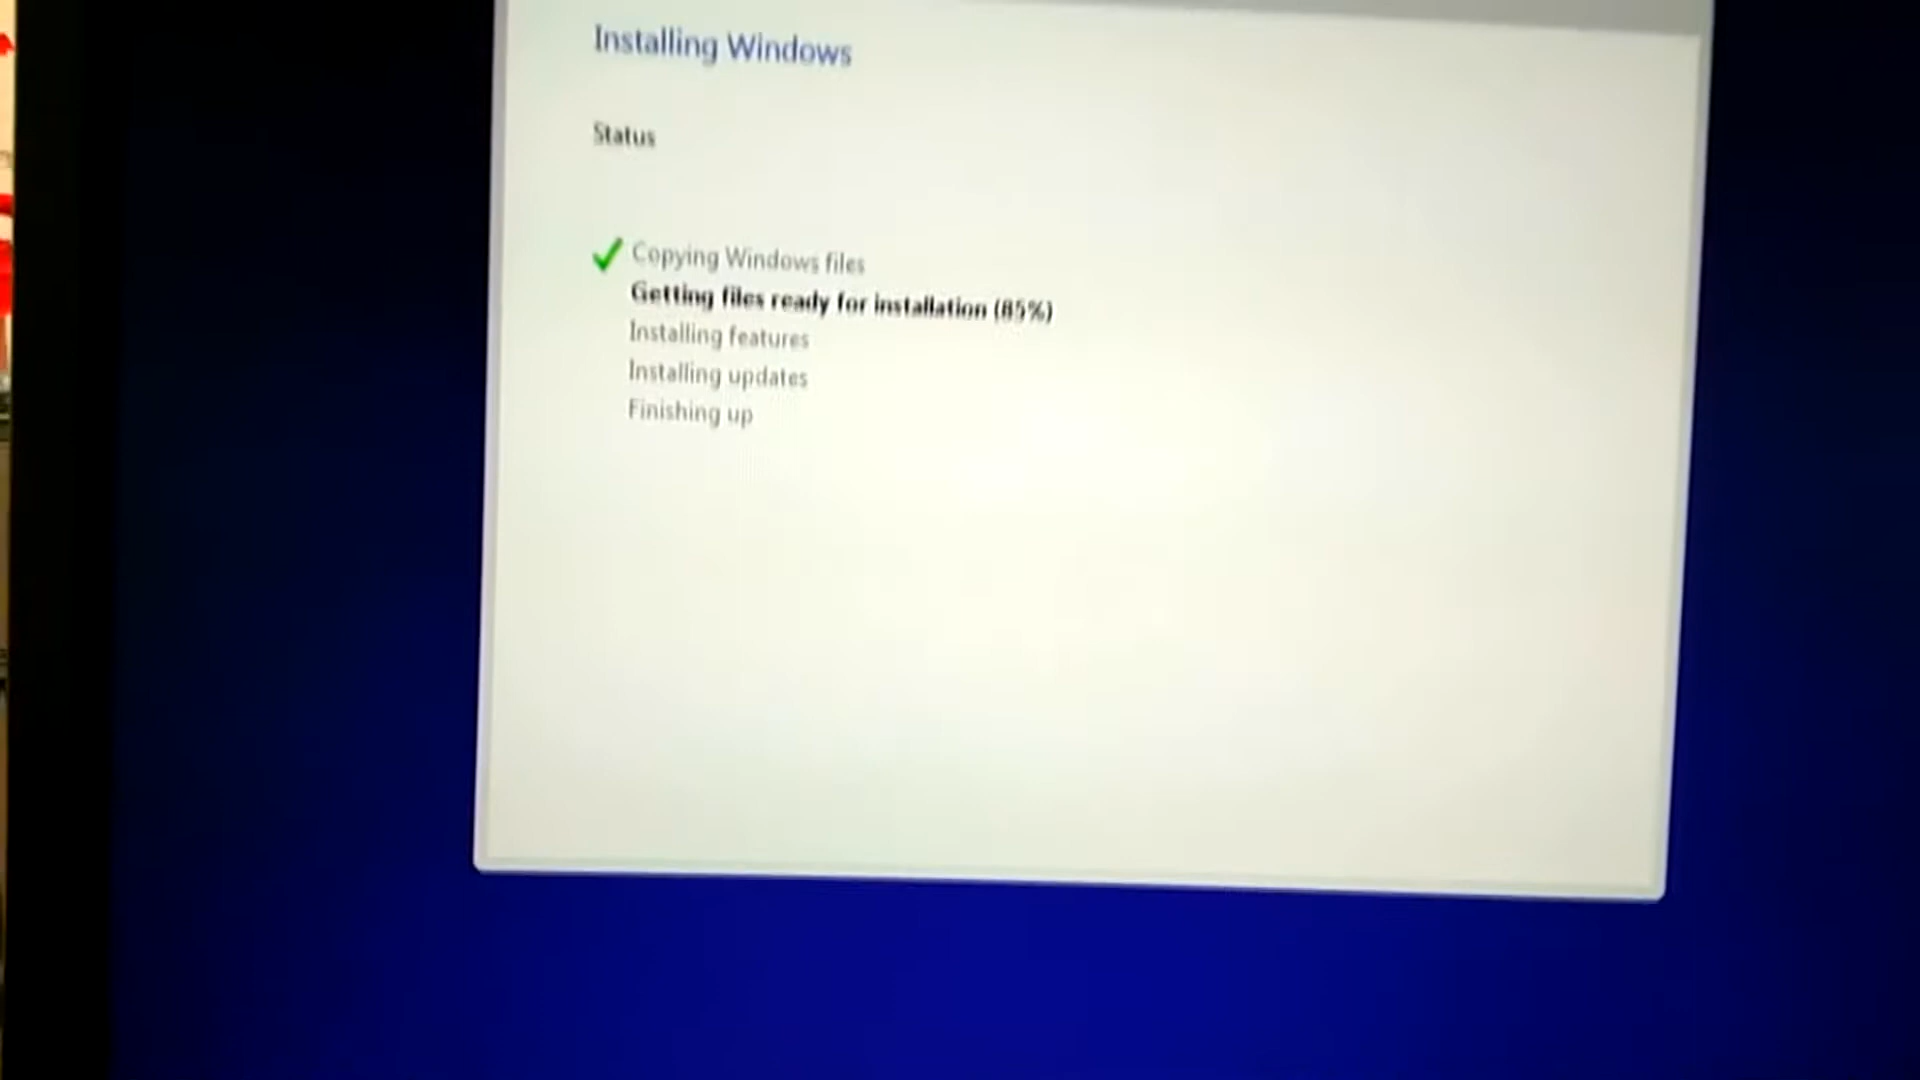 Installing Windows
Status
Copying Windows files
Getting files ready for installation (85%)
Installing features
Installing updates
Finishing up